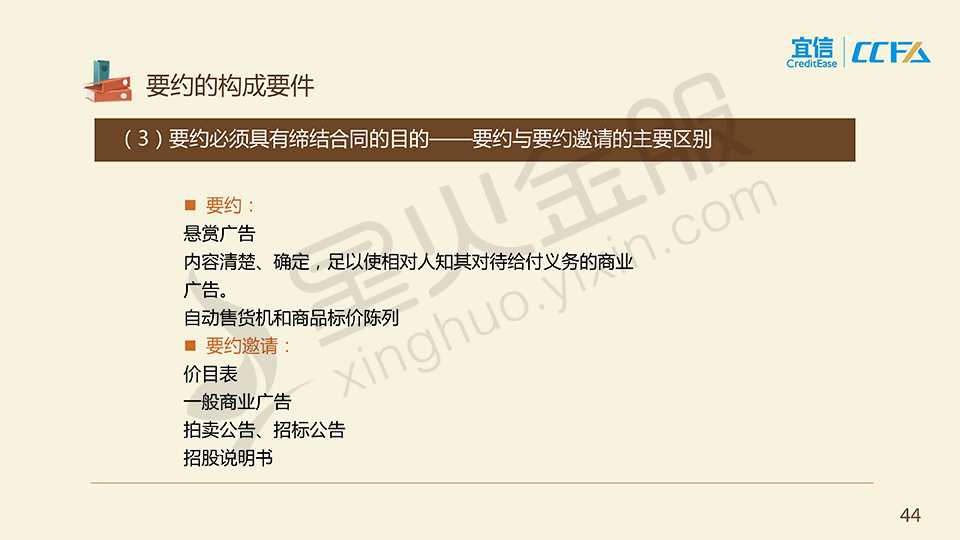 宜信
CreditEase
CCFA
要约的构成要件
（3）要约必须具有缔结合同的目的——要约与要约邀请的主要区别
要约：
悬赏广告
内容清楚、确定，足以使相对人知其对待给付义务的商业
广告。
自动售货机和商品标价陈列
要约邀请：
价目表
一般商业广告
拍卖公告、招标公告
招股说明书
星火金服
xinghuo.yixin.com
44